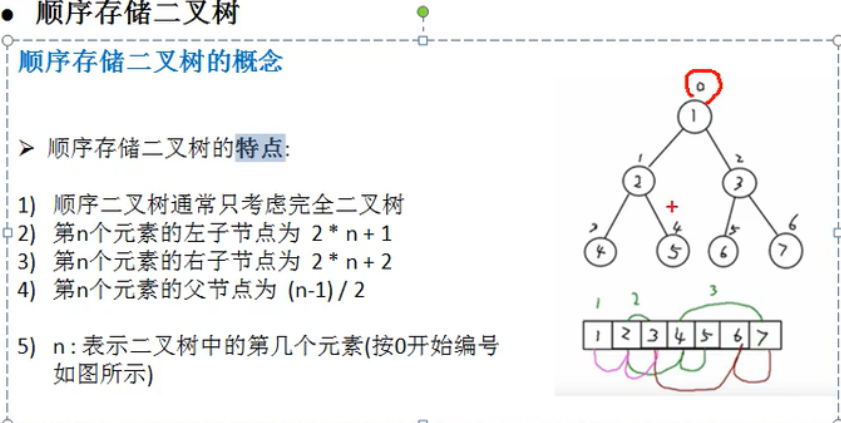 ● 顺序存储二叉树
顺序存储二叉树的概念
➢ 顺序存储二叉树的特点:
1) 顺序二叉树通常只考虑完全二叉树
2) 第n个元素的左子节点为 2 * n + 1
3) 第n个元素的右子节点为 2 * n + 2
4) 第n个元素的父节点为 (n-1) / 2
5) n : 表示二叉树中的第几个元素(按0开始编号
如图所示)
0
1
1 2
2 3
3 4 5 6
4 5 6 7
1 2 3
1 2 3 4 5 6 7